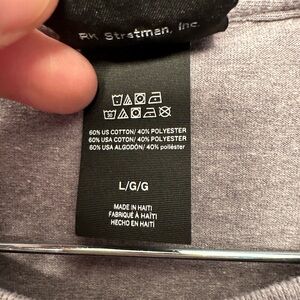 RK Stratman, Inc.
60% US COTTON/ 40% POLYESTER
60% USA COTON/ 40% POLYESTER
60% USA ALGODÓN/ 40% poliéster
L/G/G
MADE IN HAITI
FABRIQUÉ À HAÏTI
HECHO EN HAITÍ